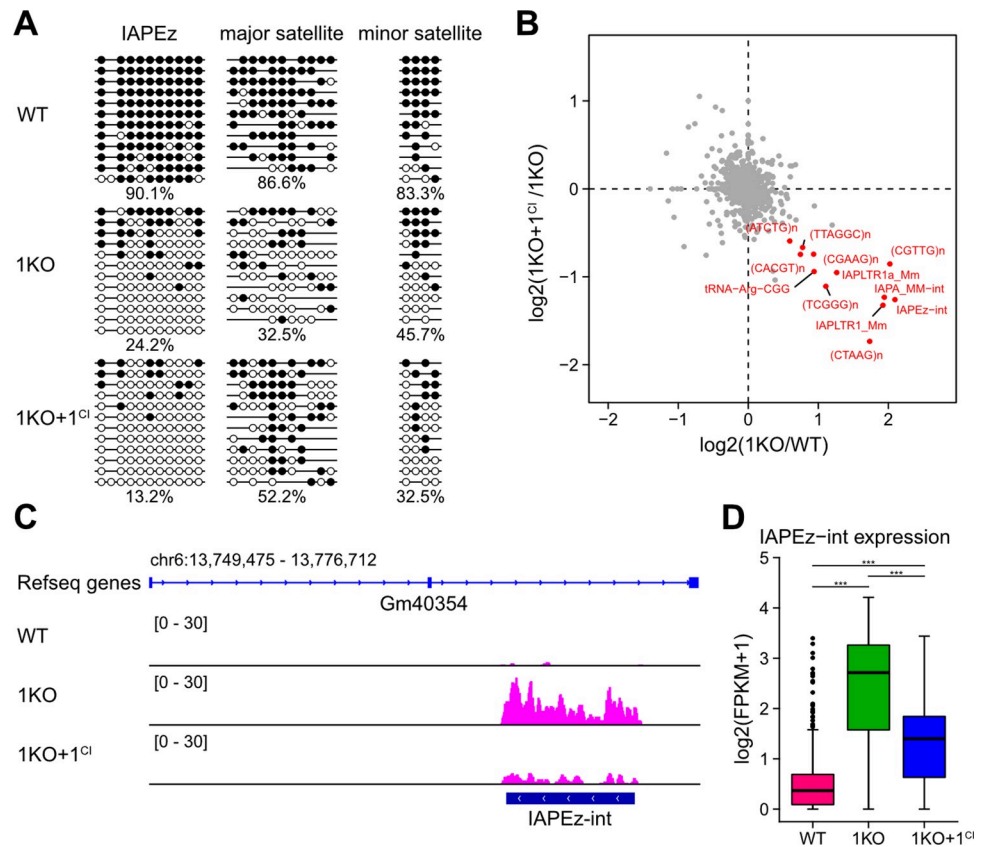 A
IAPEz major satellite minor satellite
WT
90.1% 86.6% 83.3%
1KO
24.2% 32.5% 45.7%
1KO+1CI
13.2% 52.2% 32.5%
B
log2(1KO+1CI /1KO)
1
0
−1
−2
(ATCTG)n
(TTAGGC)n
(CGTTG)n
(CGAAG)n
(CACGT)n
IAPLTR1a_Mm
tRNA−Arg−CGG
IAPA_MM−int
(TCGGG)n
IAPEz−int
IAPLTR1_Mm
(CTAAG)n
−2 −1 0 1 2
log2(1KO/WT)
C
chr6:13,749,475 - 13,776,712
Refseq genes
Gm40354
WT
[0 - 30]
1KO
[0 - 30]
1KO+1CI
[0 - 30]
IAPEz-int
D
IAPEz−int expression
log2(FPKM+1)
5
4
3
2
1
0
***
*** ***
WT 1KO 1KO+1CI